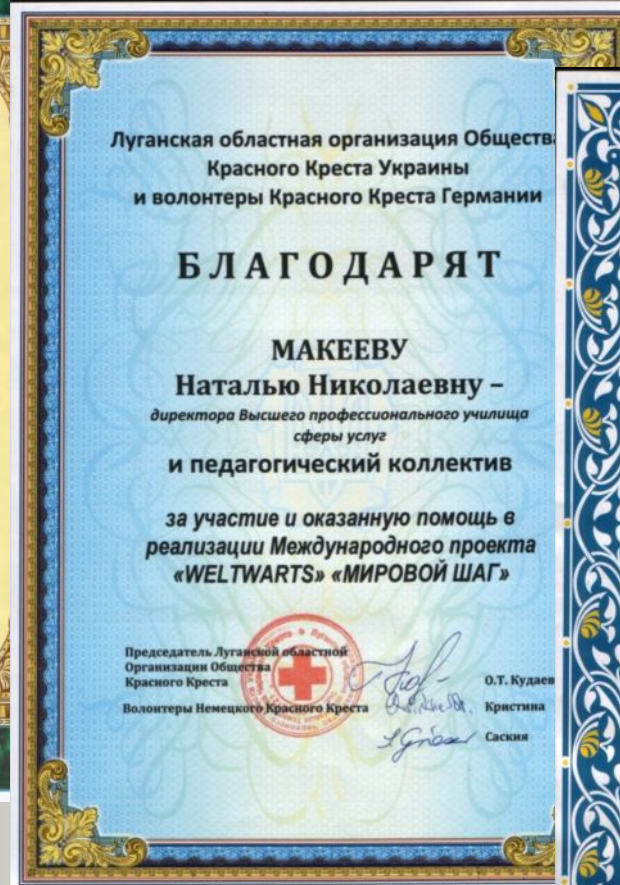 Луганская областная организация Общества
Красного Креста Украины
и волонтеры Красного Креста Германии
БЛАГОДАРЯТ
МАКЕЕВУ
Наталью Николаевну –
директора Высшего профессионального училища
сферы услуг
и педагогический коллектив
за участие и оказанную помощь в
реализации Международного проекта
«WELTWARTS» «МИРОВОЙ ШАГ»
Председатель Луганской областной
Организации Общества
Красного Креста
О.Т. Кудаев
Волонтеры Немецкого Красного Креста
Кристина
Саския